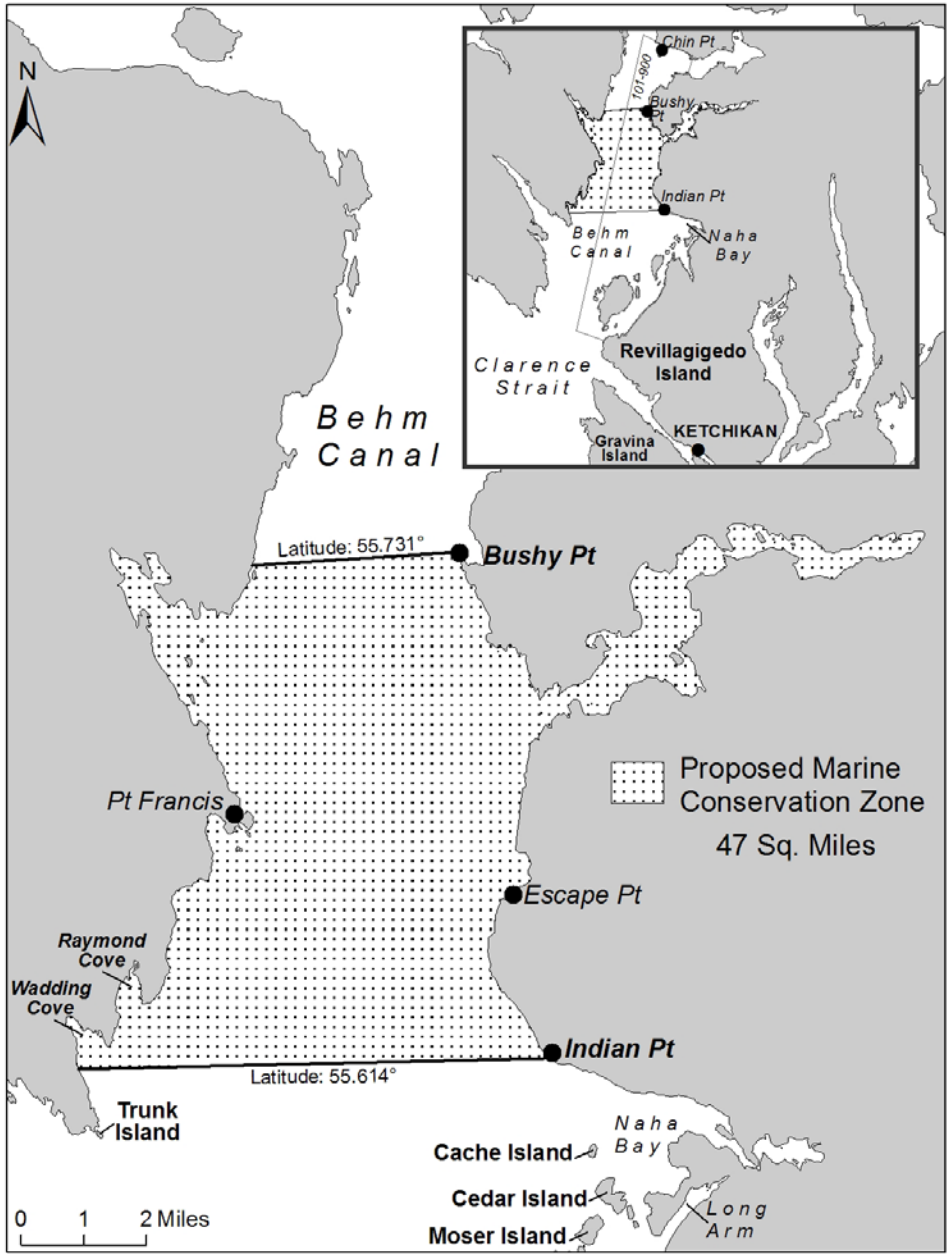 N
Chin Pt
101-900
Bushy
Pt
Indian Pt
Behm
Canal
Naha
Bay
Clarence
Strait
Revillagigedo
Island
KETCHIKAN
Gravina
Island
Behm
Canal
Latitude: 55.731°
Bushy Pt
Proposed Marine
Conservation Zone
47 Sq. Miles
Pt Francis
Escape Pt
Raymond
Cove
Wadding
Cove
Indian Pt
Latitude: 55.614°
Trunk
Island
Naha
Bay
Cache Island
Cedar Island
Long
Arm
Moser Island
0 1 2 Miles